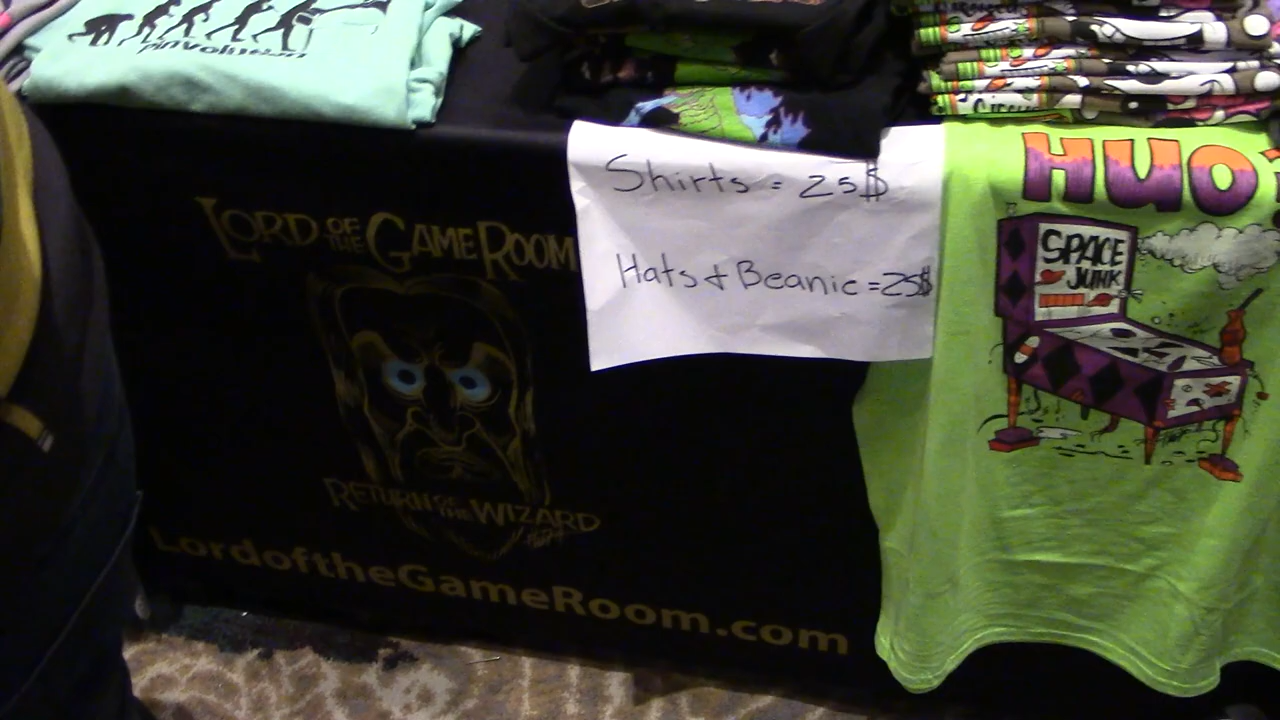 Pinvolution
Shirts = 25$
Hats & Beanie = 25$
LORD OF THE GAME ROOM
RETURN OF THE WIZARD
LordoftheGameRoom.com
HUO
SPACE
JUNK